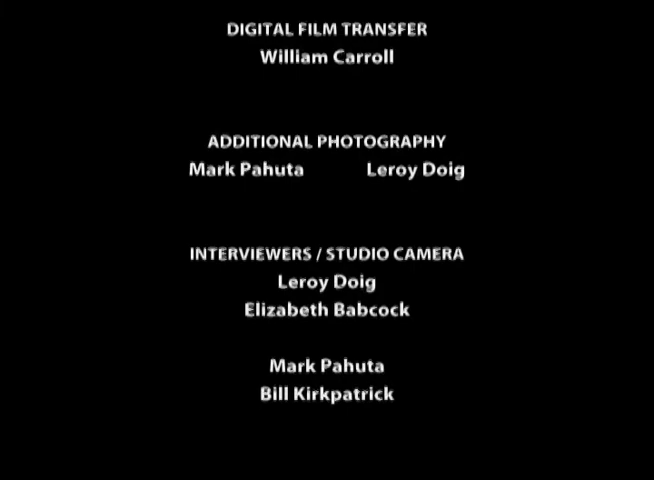 DIGITAL FILM TRANSFER
William Carroll
ADDITIONAL PHOTOGRAPHY
Mark Pahuta Leroy Doig
INTERVIEWERS / STUDIO CAMERA
Leroy Doig
Elizabeth Babcock
Mark Pahuta
Bill Kirkpatrick